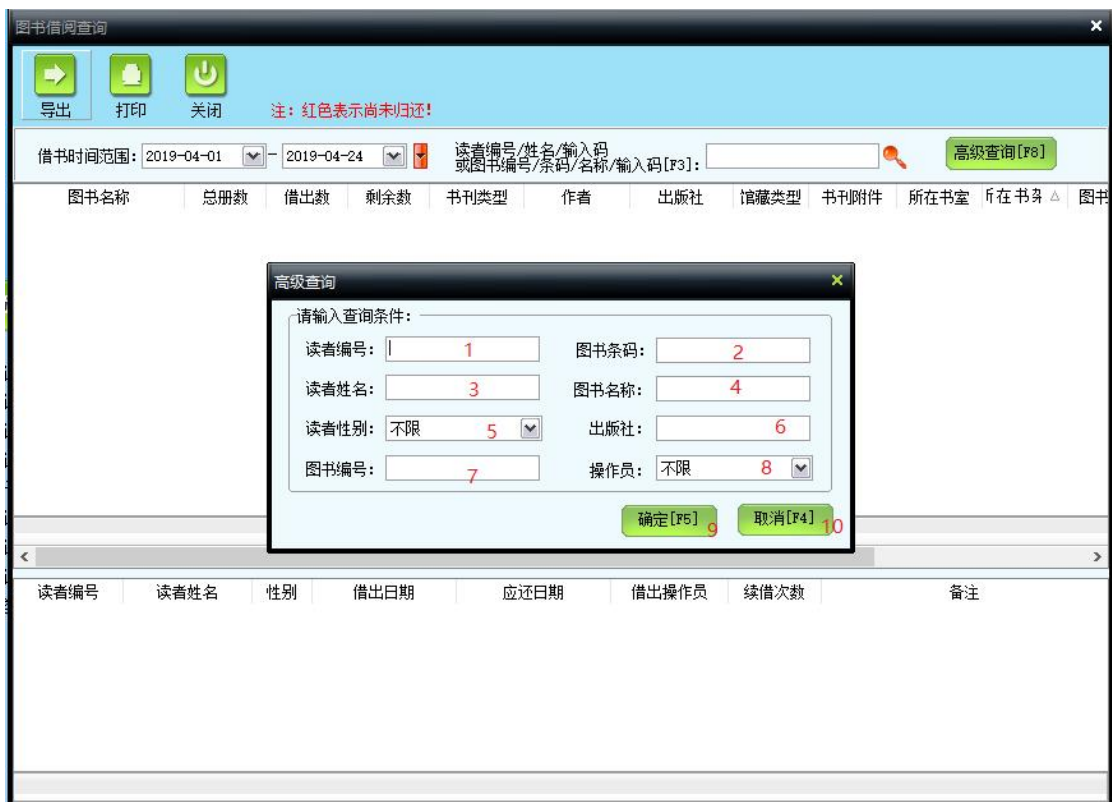 图书借阅查询
导出 打印 关闭 注：红色表示尚未归还!
借书时间范围: 2019-04-01 - 2019-04-24 读者编号/姓名/输入码 高级查询[F8]
或图书编号/条码/名称/输入码[F3]:
图书名称 总册数 借出数 剩余数 书刊类型 作者 出版社 馆藏类型 书刊附件 所在书室 所在书架 图书
高级查询
请输入查询条件:
读者编号: 1 图书条码: 2
读者姓名: 3 图书名称: 4
读者性别: 不限 5 出版社: 6
图书编号: 7 操作员: 不限 8
确定[F5] 9 取消[F4] 10
读者编号 读者姓名 性别 借出日期 应还日期 借出操作员 续借次数 备注